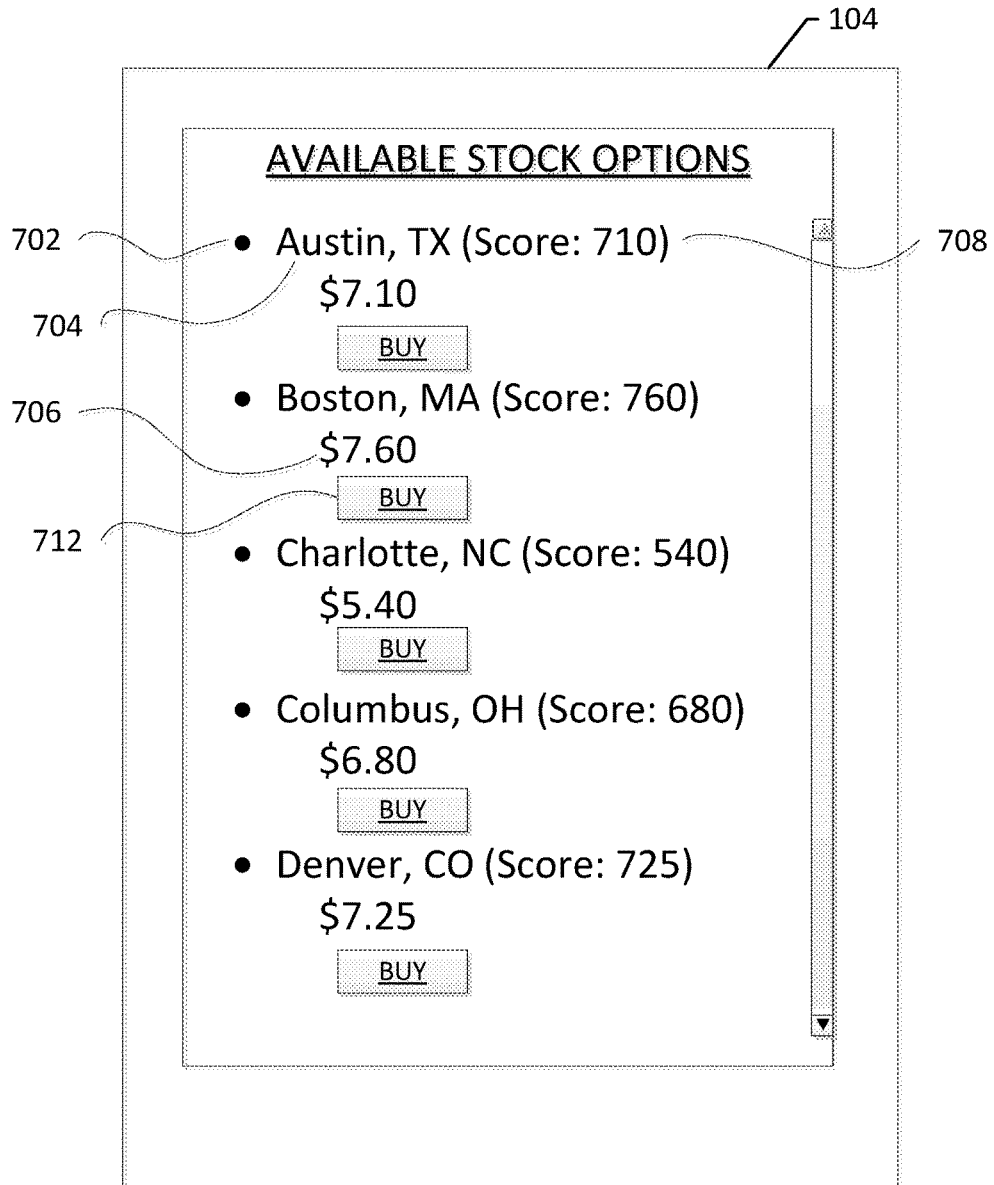 104
AVAILABLE STOCK OPTIONS
702 • Austin, TX (Score: 710) 708
$7.10
704
BUY
• Boston, MA (Score: 760)
706
$7.60
BUY
712
• Charlotte, NC (Score: 540)
$5.40
BUY
• Columbus, OH (Score: 680)
$6.80
BUY
• Denver, CO (Score: 725)
$7.25
BUY